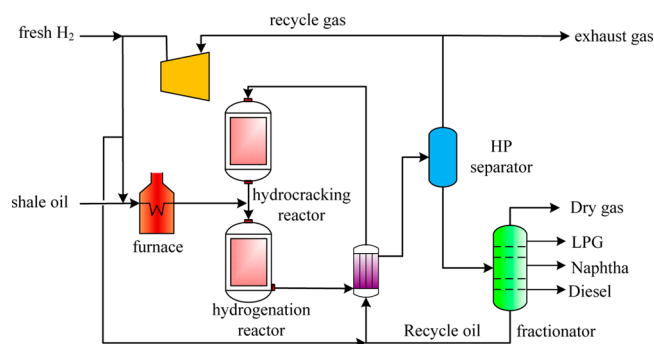 recycle gas
fresh H2
exhaust gas
HP
separator
shale oil
hydrocracking
reactor
Dry gas
furnace
LPG
Naphtha
Diesel
hydrogenation
reactor
Recycle oil
fractionator